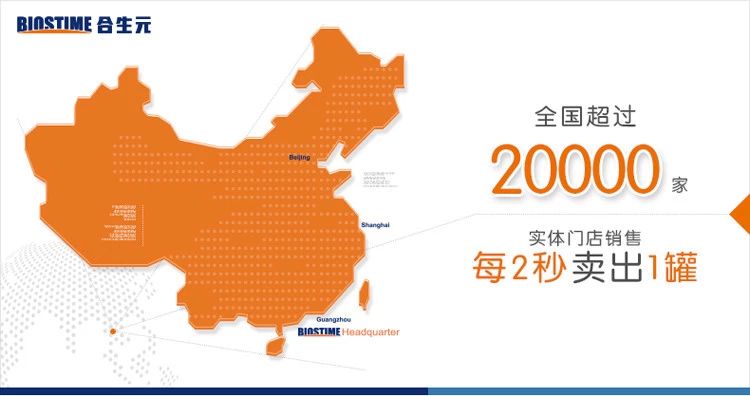 BIOSTIME 合生元
全国超过
20000 家
实体门店销售
每2秒卖出1罐
Beijing
Shanghai
Guangzhou
BIOSTIME Headquarter